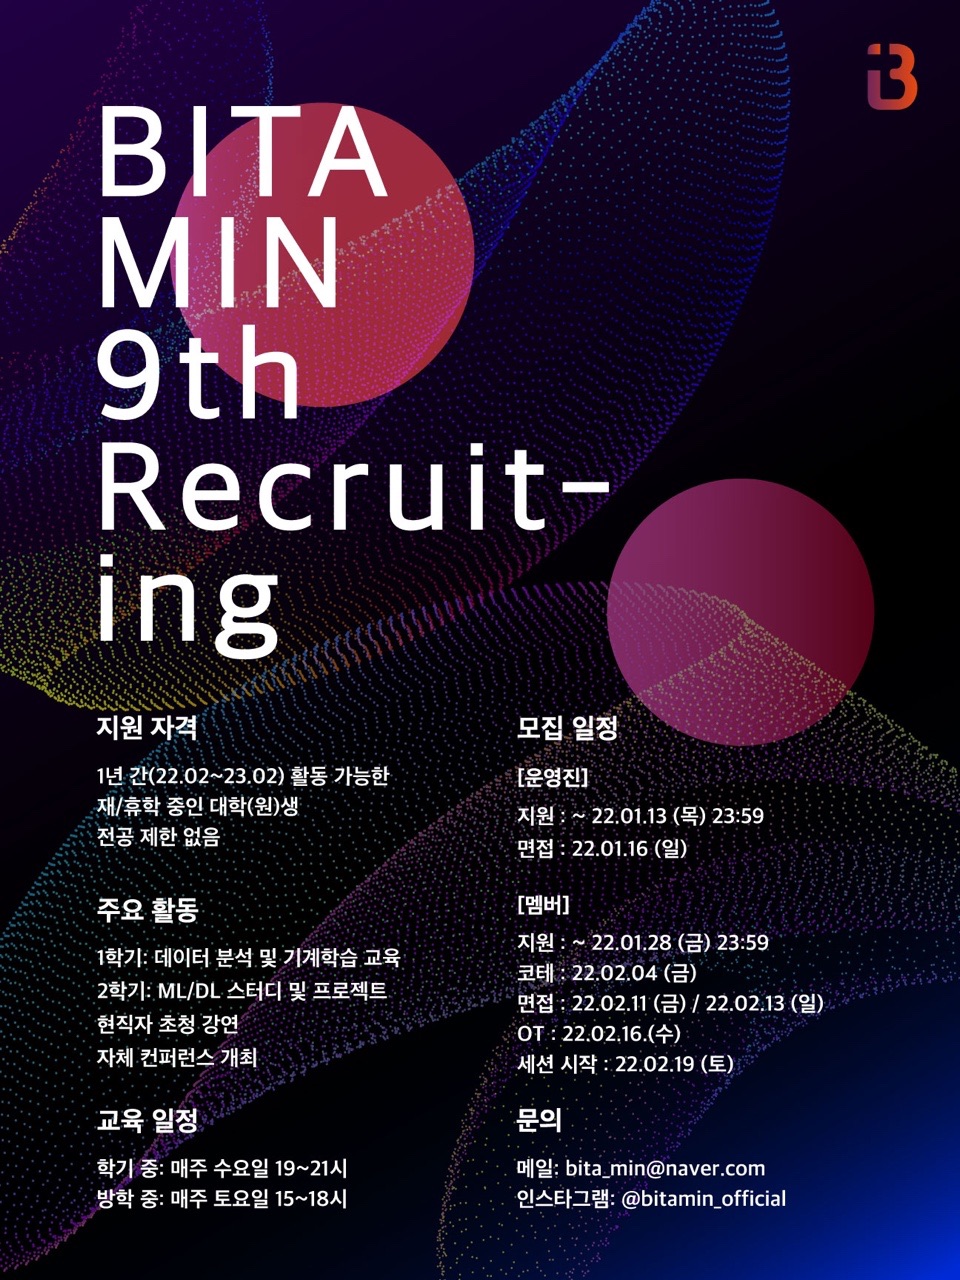 BITA
MIN
9th
Recruit-
ing
지원 자격
1년 간(22.02~23.02) 활동 가능한
재/휴학 중인 대학(원)생
전공 제한 없음
주요 활동
1학기: 데이터 분석 및 기계학습 교육
2학기: ML/DL 스터디 및 프로젝트
현직자 초청 강연
자체 컨퍼런스 개최
교육 일정
학기 중: 매주 수요일 19~21시
방학 중: 매주 토요일 15~18시
모집 일정
[운영진]
지원 : ~ 22.01.13 (목) 23:59
면접 : 22.01.16 (일)
[멤버]
지원 : ~ 22.01.28 (금) 23:59
코테 : 22.02.04 (금)
면접 : 22.02.11 (금) / 22.02.13 (일)
OT : 22.02.16.(수)
세션 시작 : 22.02.19 (토)
문의
메일: bita_min@naver.com
인스타그램: @bitamin_official